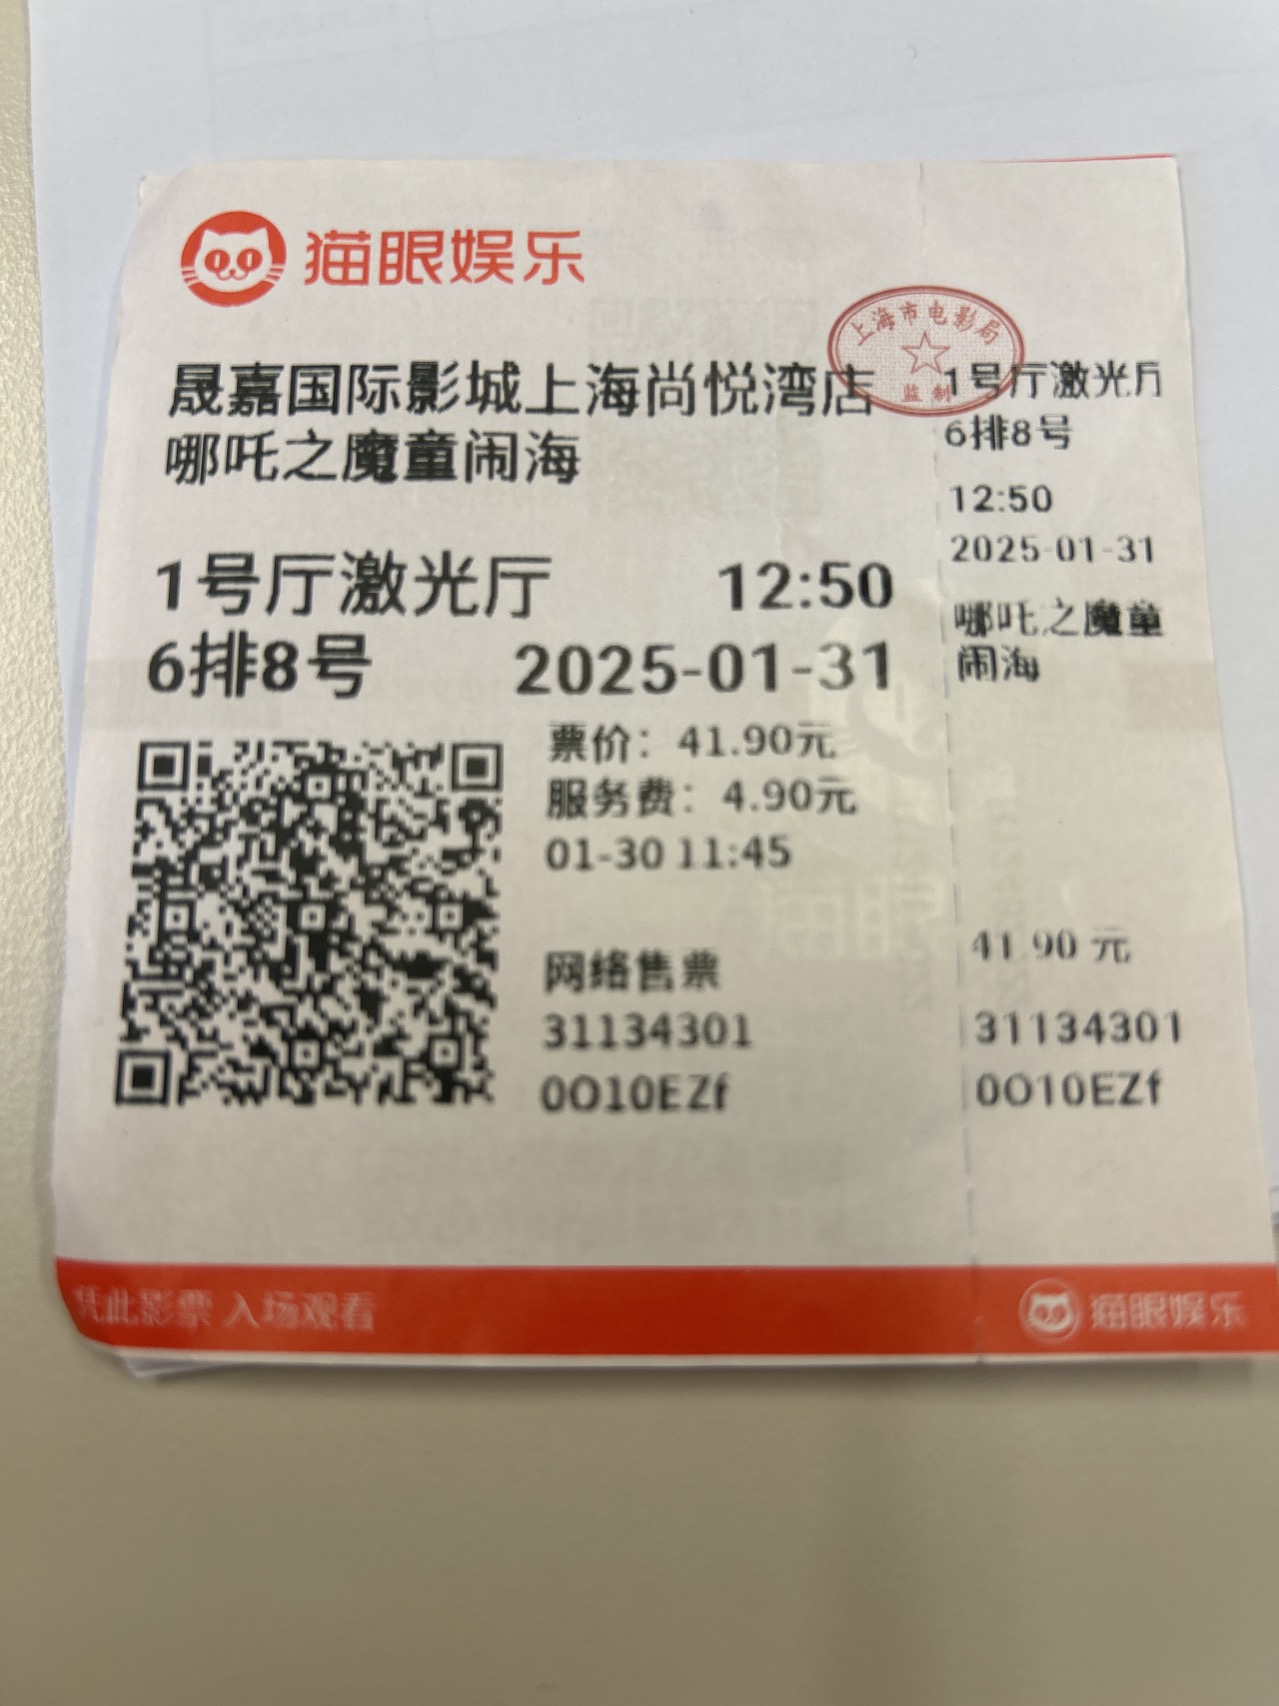 猫眼娱乐
上海市电影局
监制
晟嘉国际影城上海尚悦湾店
哪吒之魔童闹海
1号厅激光厅 12:50
6排8号 2025-01-31
票价：41.90元
服务费：4.90元
01-30 11:45
网络售票
31134301
0O10EZf
1号厅激光厅
6排8号
12:50
2025-01-31
哪吒之魔童
闹海
41.90 元
31134301
0O10EZf
凭此影票 入场观看
猫眼娱乐